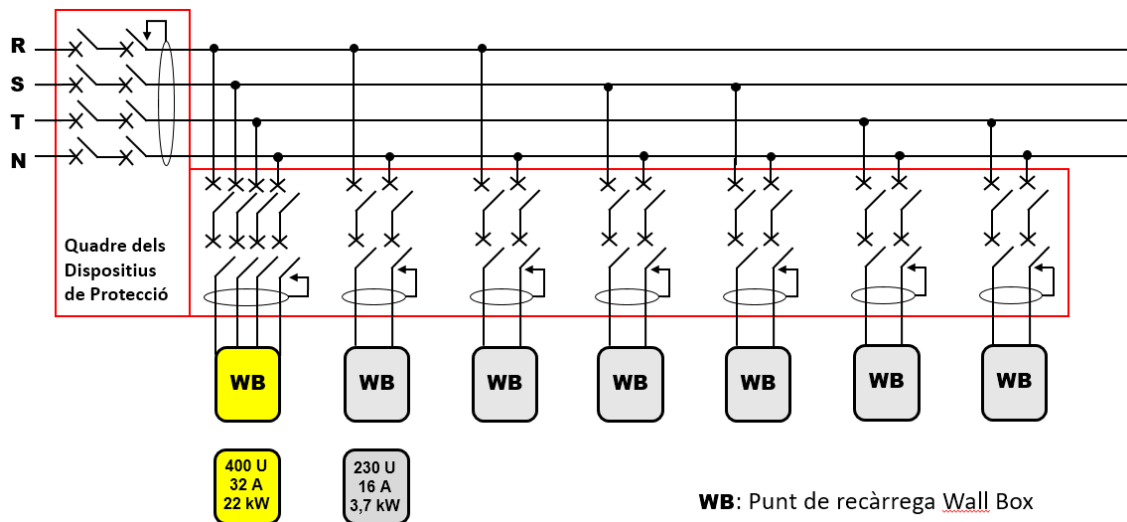 R
S
T
N
Quadre dels
Dispositius
de Protecció
WB
WB
WB
WB
WB
WB
WB
400 U
32 A
22 kW
230 U
16 A
3,7 kW
WB: Punt de recàrrega Wall Box